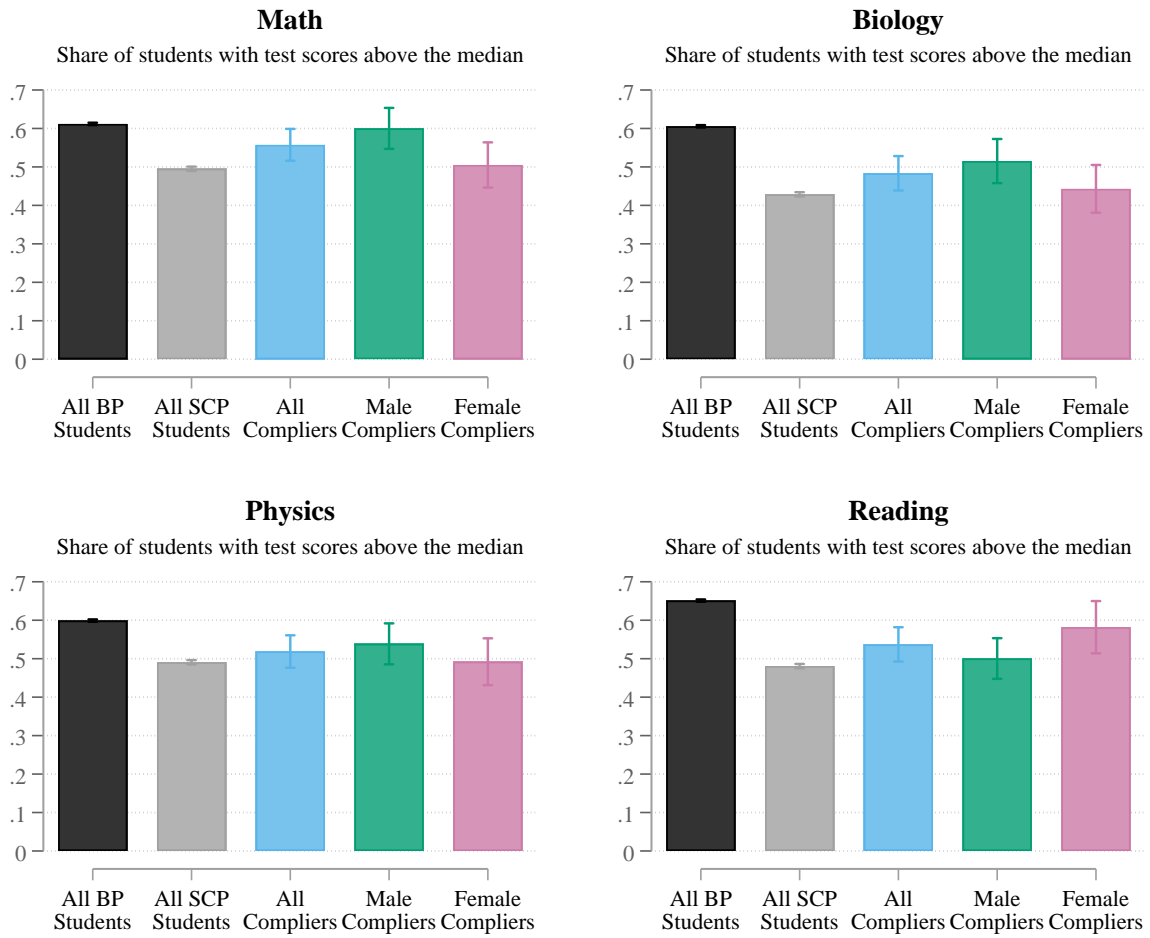 Math
Share of students with test scores above the median
.7
.6
.5
.4
.3
.2
.1
0
All BP Students
All SCP Students
All Compliers
Male Compliers
Female Compliers
Biology
Share of students with test scores above the median
.7
.6
.5
.4
.3
.2
.1
0
All BP Students
All SCP Students
All Compliers
Male Compliers
Female Compliers
Physics
Share of students with test scores above the median
.7
.6
.5
.4
.3
.2
.1
0
All BP Students
All SCP Students
All Compliers
Male Compliers
Female Compliers
Reading
Share of students with test scores above the median
.7
.6
.5
.4
.3
.2
.1
0
All BP Students
All SCP Students
All Compliers
Male Compliers
Female Compliers